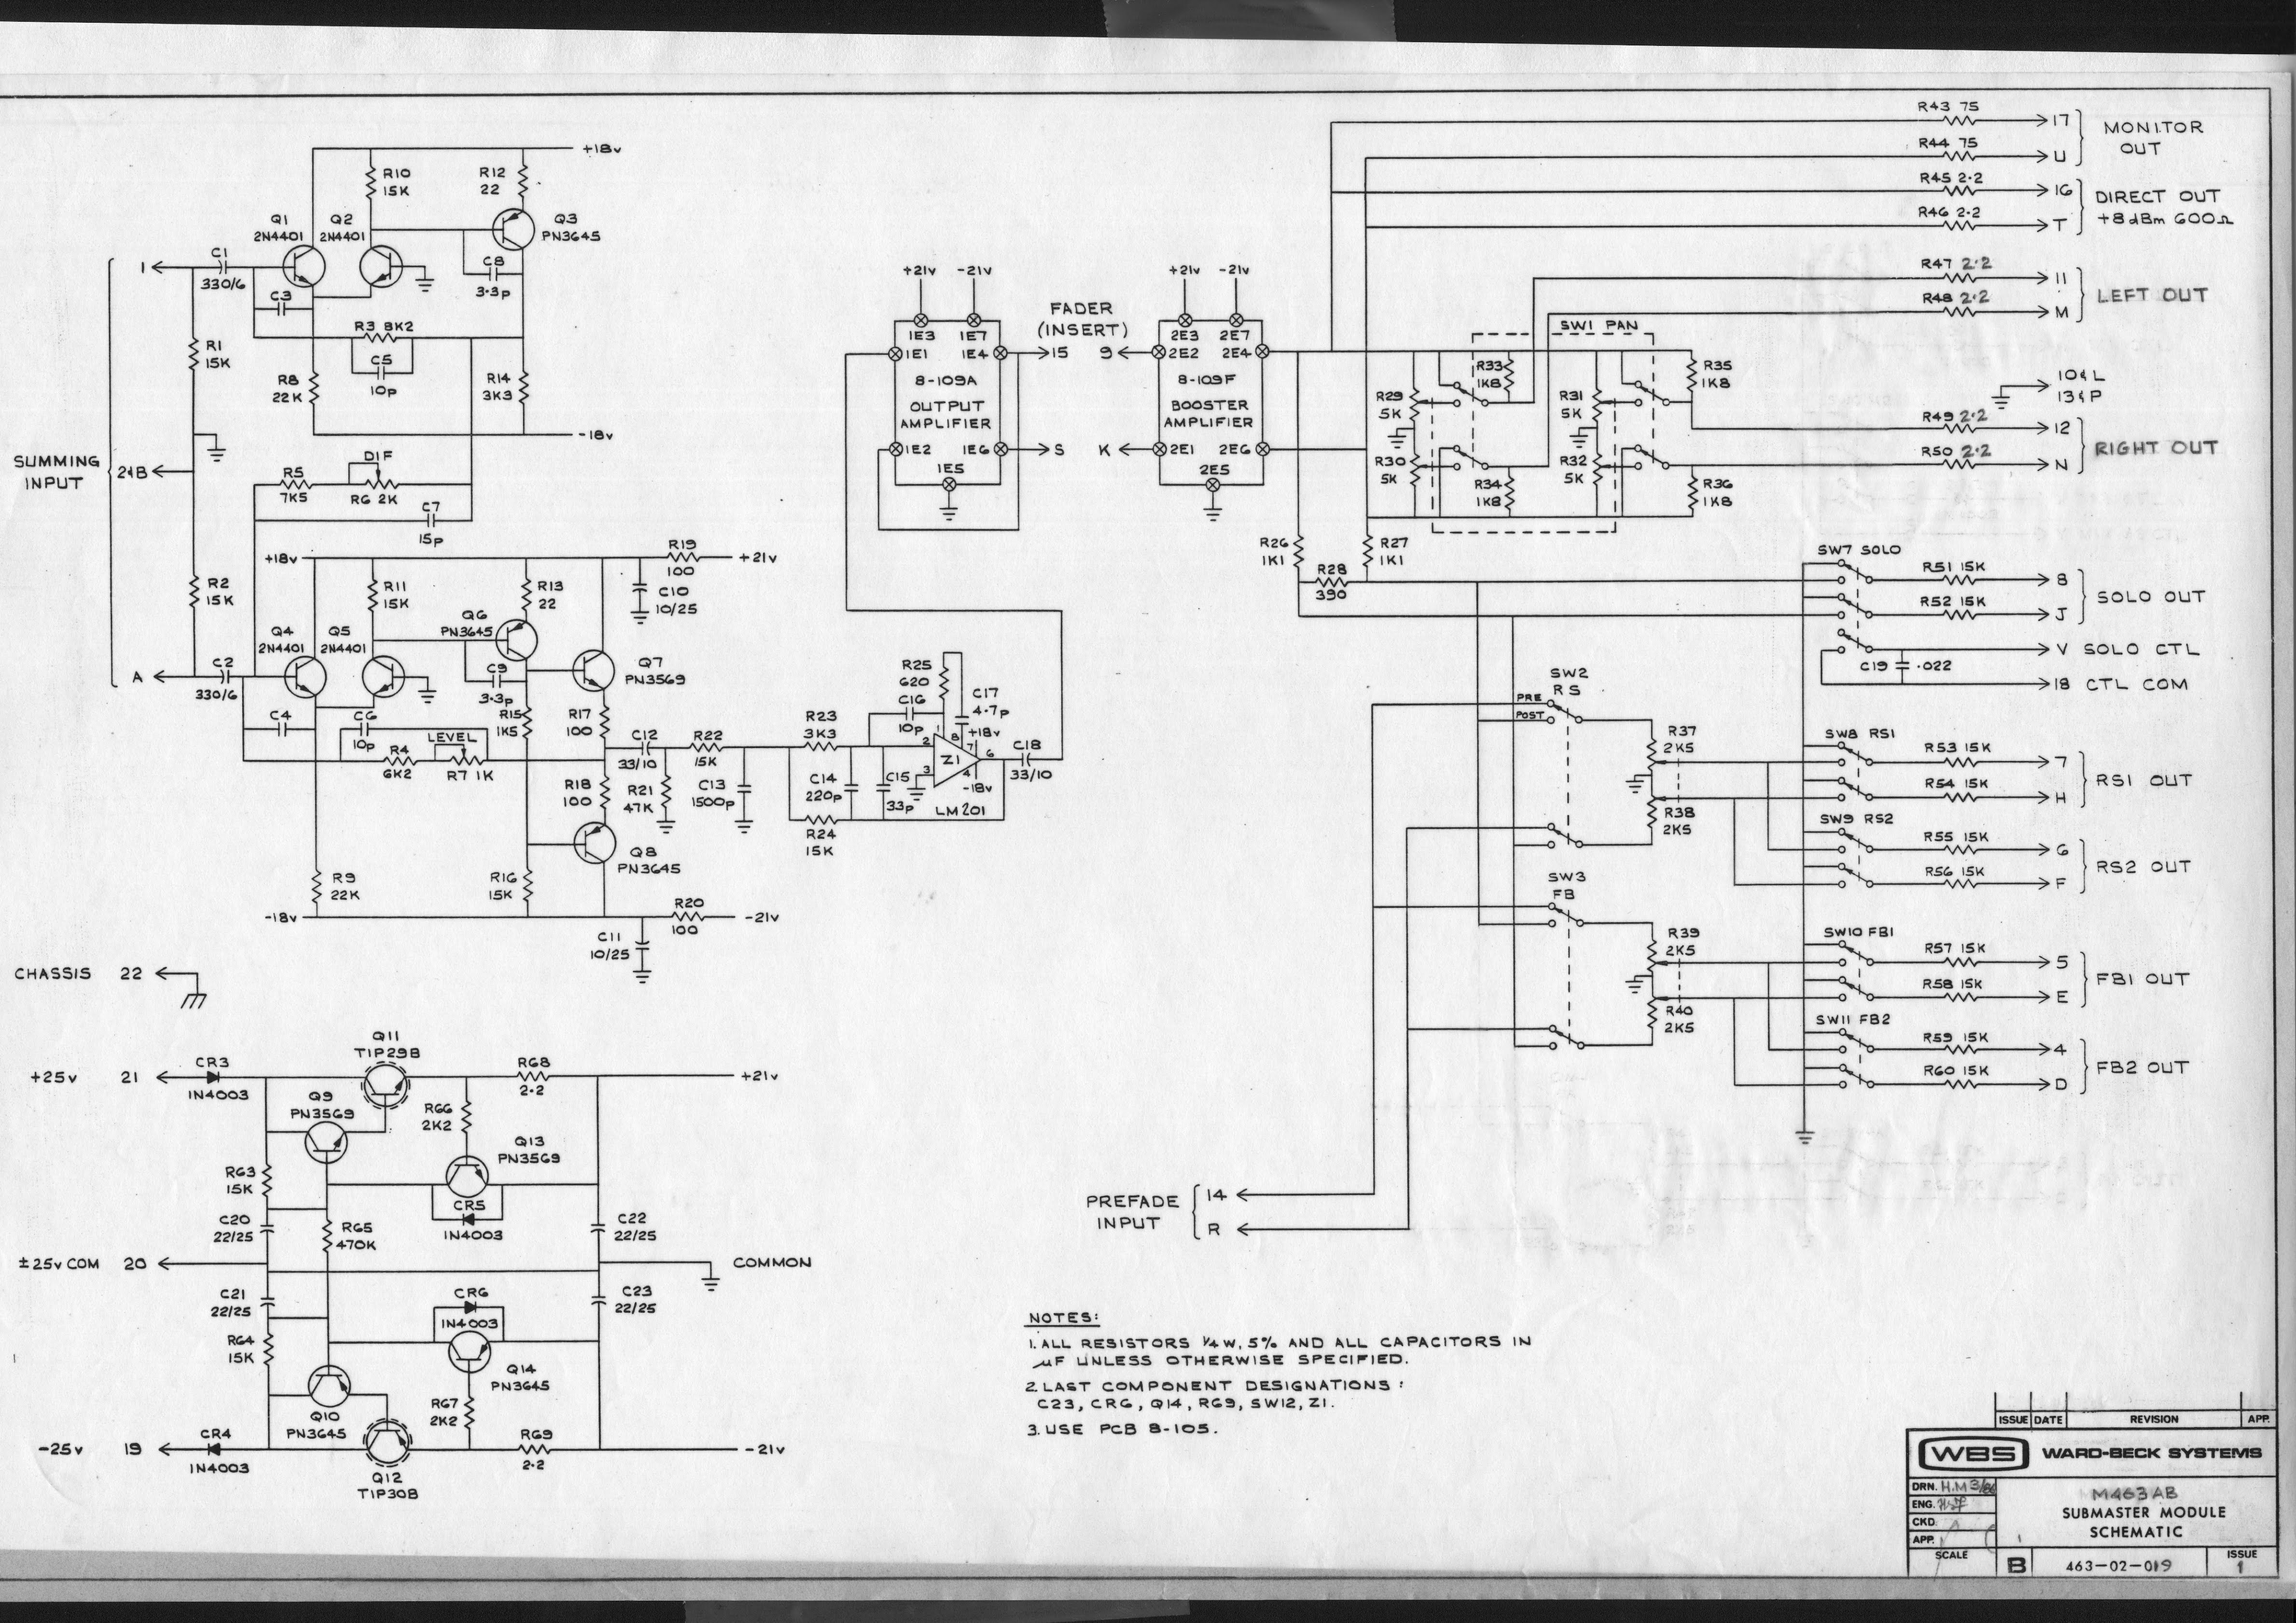 +18v
R10
15K
R12
22
Q1
2N4401
Q2
2N4401
Q3
PN3645
C1
330/6
1
C3
C8
3.3p
R3 8K2
C5
10p
R1
15K
R8
22K
R14
3K3
-18v
SUMMING
INPUT
2&B
R5
7K5
DIF
R6 2K
C7
15p
+18v
R19
100
+21v
R2
15K
R11
15K
R13
22
C10
10/25
Q4
2N4401
Q5
2N4401
Q6
PN3645
Q7
PN3569
A
C2
330/6
C9
3.3p
C4
C6
10p
LEVEL
R4
6K2
R7 1K
R15
1K5
R17
100
R18
100
C12
33/10
R21
47K
R22
15K
C13
1500p
R23
3K3
C14
220p
C15
33p
R24
15K
R25
620
C16
10p
C17
4.7p
1
8
+18v
7
2
Z1
6
3
4
-18v
LM201
C18
33/10
Q8
PN3645
R9
22K
R16
15K
-18v
R20
100
-21v
C11
10/25
+21v -21v
1E3 1E7
1E1 1E4
8-109A
OUTPUT
AMPLIFIER
1E2 1E6
1E5
FADER
(INSERT)
15 9
S K
+21v -21v
2E3 2E7
2E2 2E4
8-109F
BOOSTER
AMPLIFIER
2E1 2E6
2E5
R43 75
17
R44 75
U
MONITOR
OUT
R45 2.2
16
R46 2.2
T
DIRECT OUT
+8dBm 600Ω
R47 2.2
11
R48 2.2
M
LEFT OUT
SW1 PAN
R29
5K
R33
1K8
R31
5K
R35
1K8
R30
5K
R34
1K8
R32
5K
R36
1K8
10&L
13&P
R49 2.2
12
R50 2.2
N
RIGHT OUT
R26
1K1
R27
1K1
R28
390
SW7 SOLO
R51 15K
8
R52 15K
J
SOLO OUT
V SOLO CTL
C19 .022
18 CTL COM
SW2
RS
PRE
POST
R37
2K5
R38
2K5
SW8 RS1
R53 15K
7
R54 15K
H
RS1 OUT
SW9 RS2
R55 15K
6
R56 15K
F
RS2 OUT
SW3
FB
R39
2K5
R40
2K5
SW10 FB1
R57 15K
5
R58 15K
E
FB1 OUT
SW11 FB2
R59 15K
4
R60 15K
D
FB2 OUT
PREFADE
INPUT
14
R
CHASSIS 22
+25v 21
CR3
1N4003
Q11
TIP29B
Q9
PN3569
R68
2.2
+21v
R66
2K2
Q13
PN3569
R63
15K
CR5
1N4003
C20
22/25
R65
470K
C22
22/25
±25v COM 20
COMMON
C21
22/25
CR6
1N4003
C23
22/25
R64
15K
Q14
PN3645
Q10
PN3645
R67
2K2
-25v 19
CR4
1N4003
Q12
TIP30B
R69
2.2
-21v
NOTES:
1. ALL RESISTORS 1/4 W, 5% AND ALL CAPACITORS IN
µF UNLESS OTHERWISE SPECIFIED.
2. LAST COMPONENT DESIGNATIONS :
C23, CR6, Q14, R69, SW12, Z1.
3. USE PCB 8-105.
ISSUE DATE REVISION APP.
WBS WARD-BECK SYSTEMS
DRN. H.M
ENG.
CKD
APP.
M463AB
SUBMASTER MODULE
SCHEMATIC
SCALE
B
463-02-019
ISSUE
1